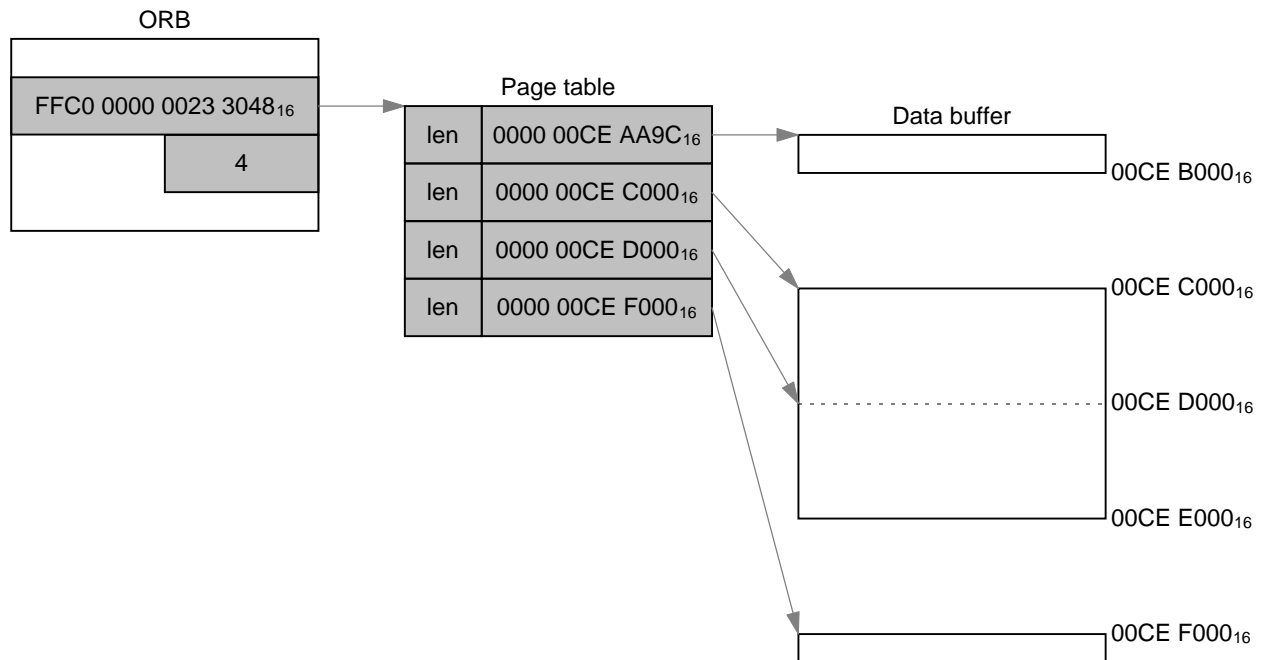 ORB
FFC0 0000 0023 3048₁₆
4
Page table
len 0000 00CE AA9C₁₆
len 0000 00CE C000₁₆
len 0000 00CE D000₁₆
len 0000 00CE F000₁₆
Data buffer
00CE B000₁₆
00CE C000₁₆
00CE D000₁₆
00CE E000₁₆
00CE F000₁₆